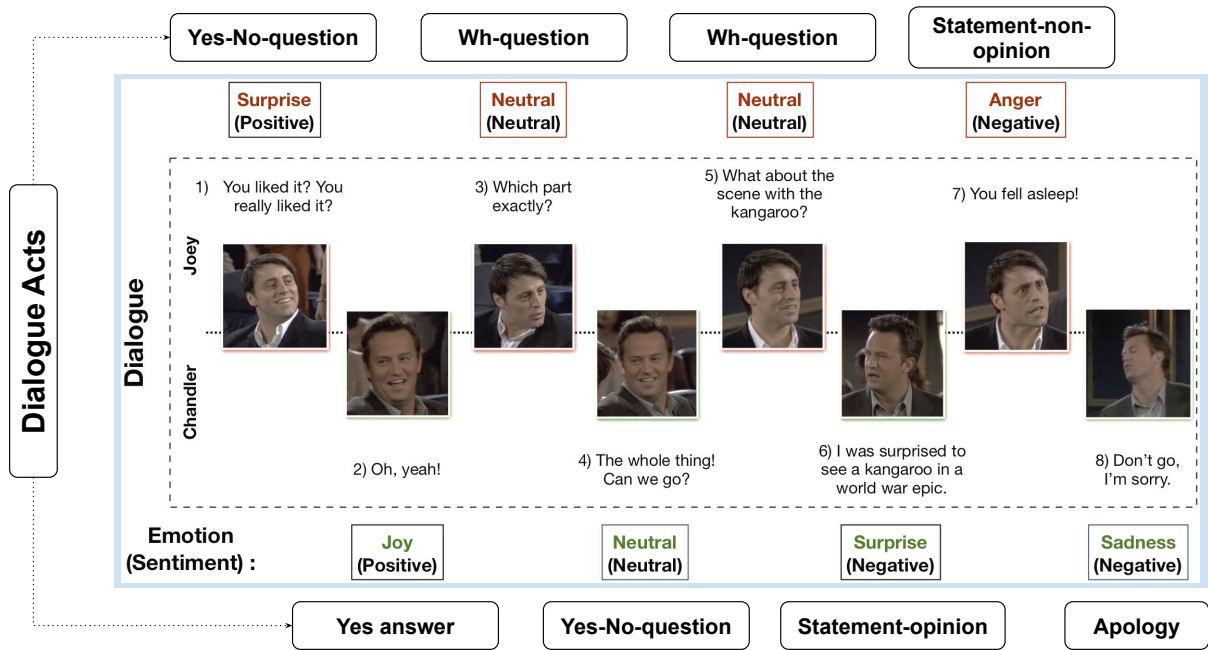 Yes-No-question
Wh-question
Wh-question
Statement-non-
opinion
Surprise
(Positive)
Neutral
(Neutral)
Neutral
(Neutral)
Anger
(Negative)
Dialogue Acts
Dialogue
Joey
Chandler
1) You liked it? You
really liked it?
3) Which part
exactly?
5) What about the
scene with the
kangaroo?
7) You fell asleep!
2) Oh, yeah!
4) The whole thing!
Can we go?
6) I was surprised to
see a kangaroo in a
world war epic.
8) Don’t go,
I’m sorry.
Emotion
(Sentiment) :
Joy
(Positive)
Neutral
(Neutral)
Surprise
(Negative)
Sadness
(Negative)
Yes answer
Yes-No-question
Statement-opinion
Apology